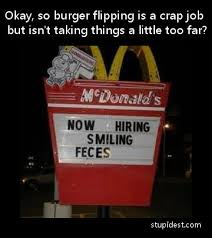 Okay, so burger flipping is a crap job
but isn't taking things a little too far?
McDonald's
NOW HIRING
SMILING
FECES
stupidest.com